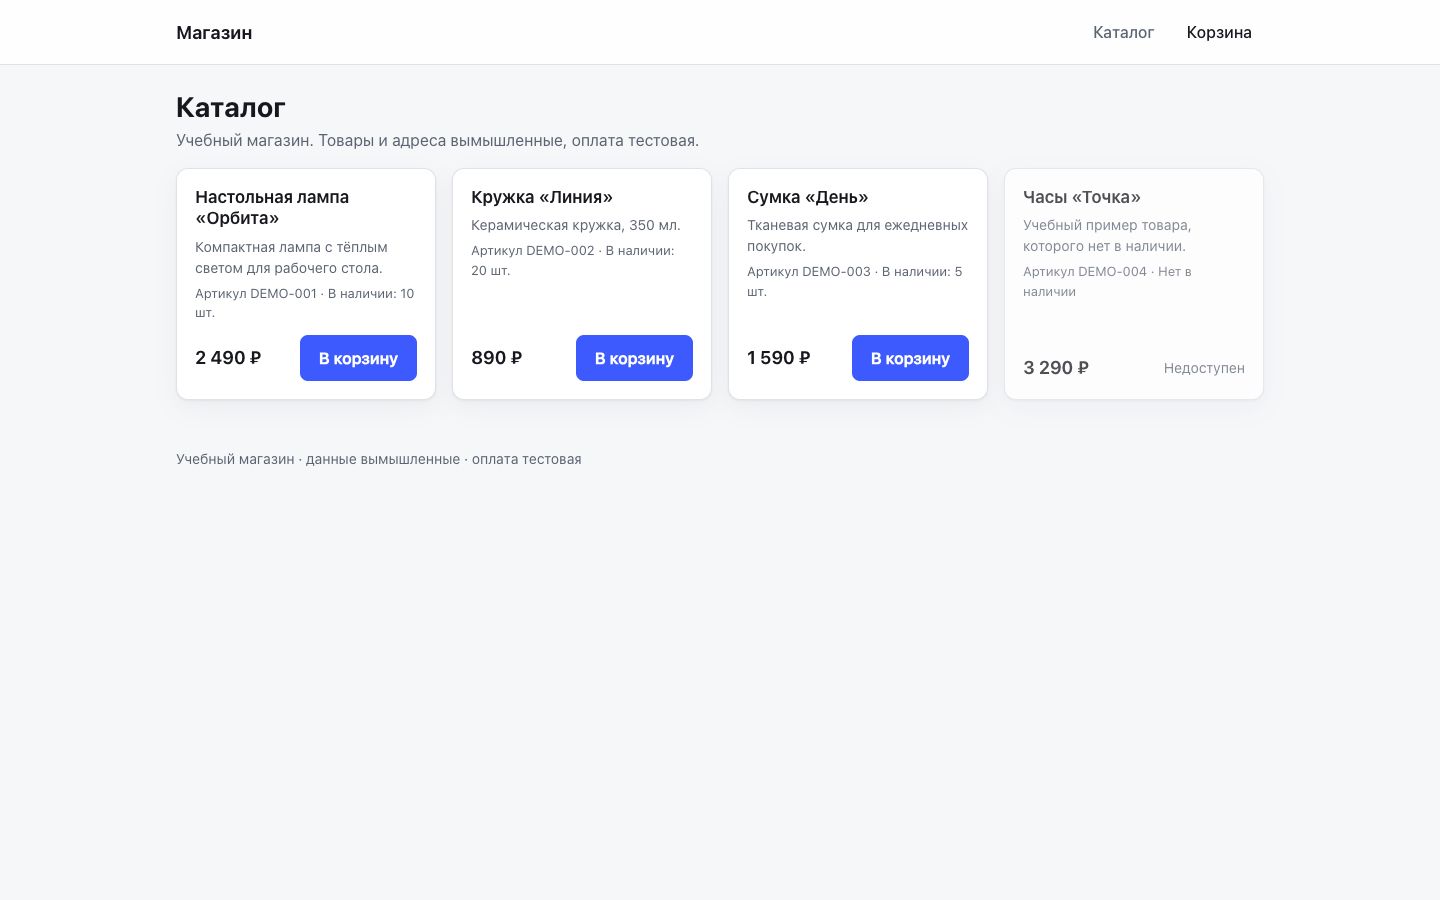 Магазин
Каталог
Корзина
Каталог
Учебный магазин. Товары и адреса вымышленные, оплата тестовая.
Настольная лампа
«Орбита»
Компактная лампа с тёплым
светом для рабочего стола.
Артикул DEMO-001 · В наличии: 10
шт.
2 490 ₽
В корзину
Кружка «Линия»
Керамическая кружка, 350 мл.
Артикул DEMO-002 · В наличии:
20 шт.
890 ₽
В корзину
Сумка «День»
Тканевая сумка для ежедневных
покупок.
Артикул DEMO-003 · В наличии: 5
шт.
1 590 ₽
В корзину
Часы «Точка»
Учебный пример товара,
которого нет в наличии.
Артикул DEMO-004 · Нет в
наличии
3 290 ₽
Недоступен
Учебный магазин · данные вымышленные · оплата тестовая